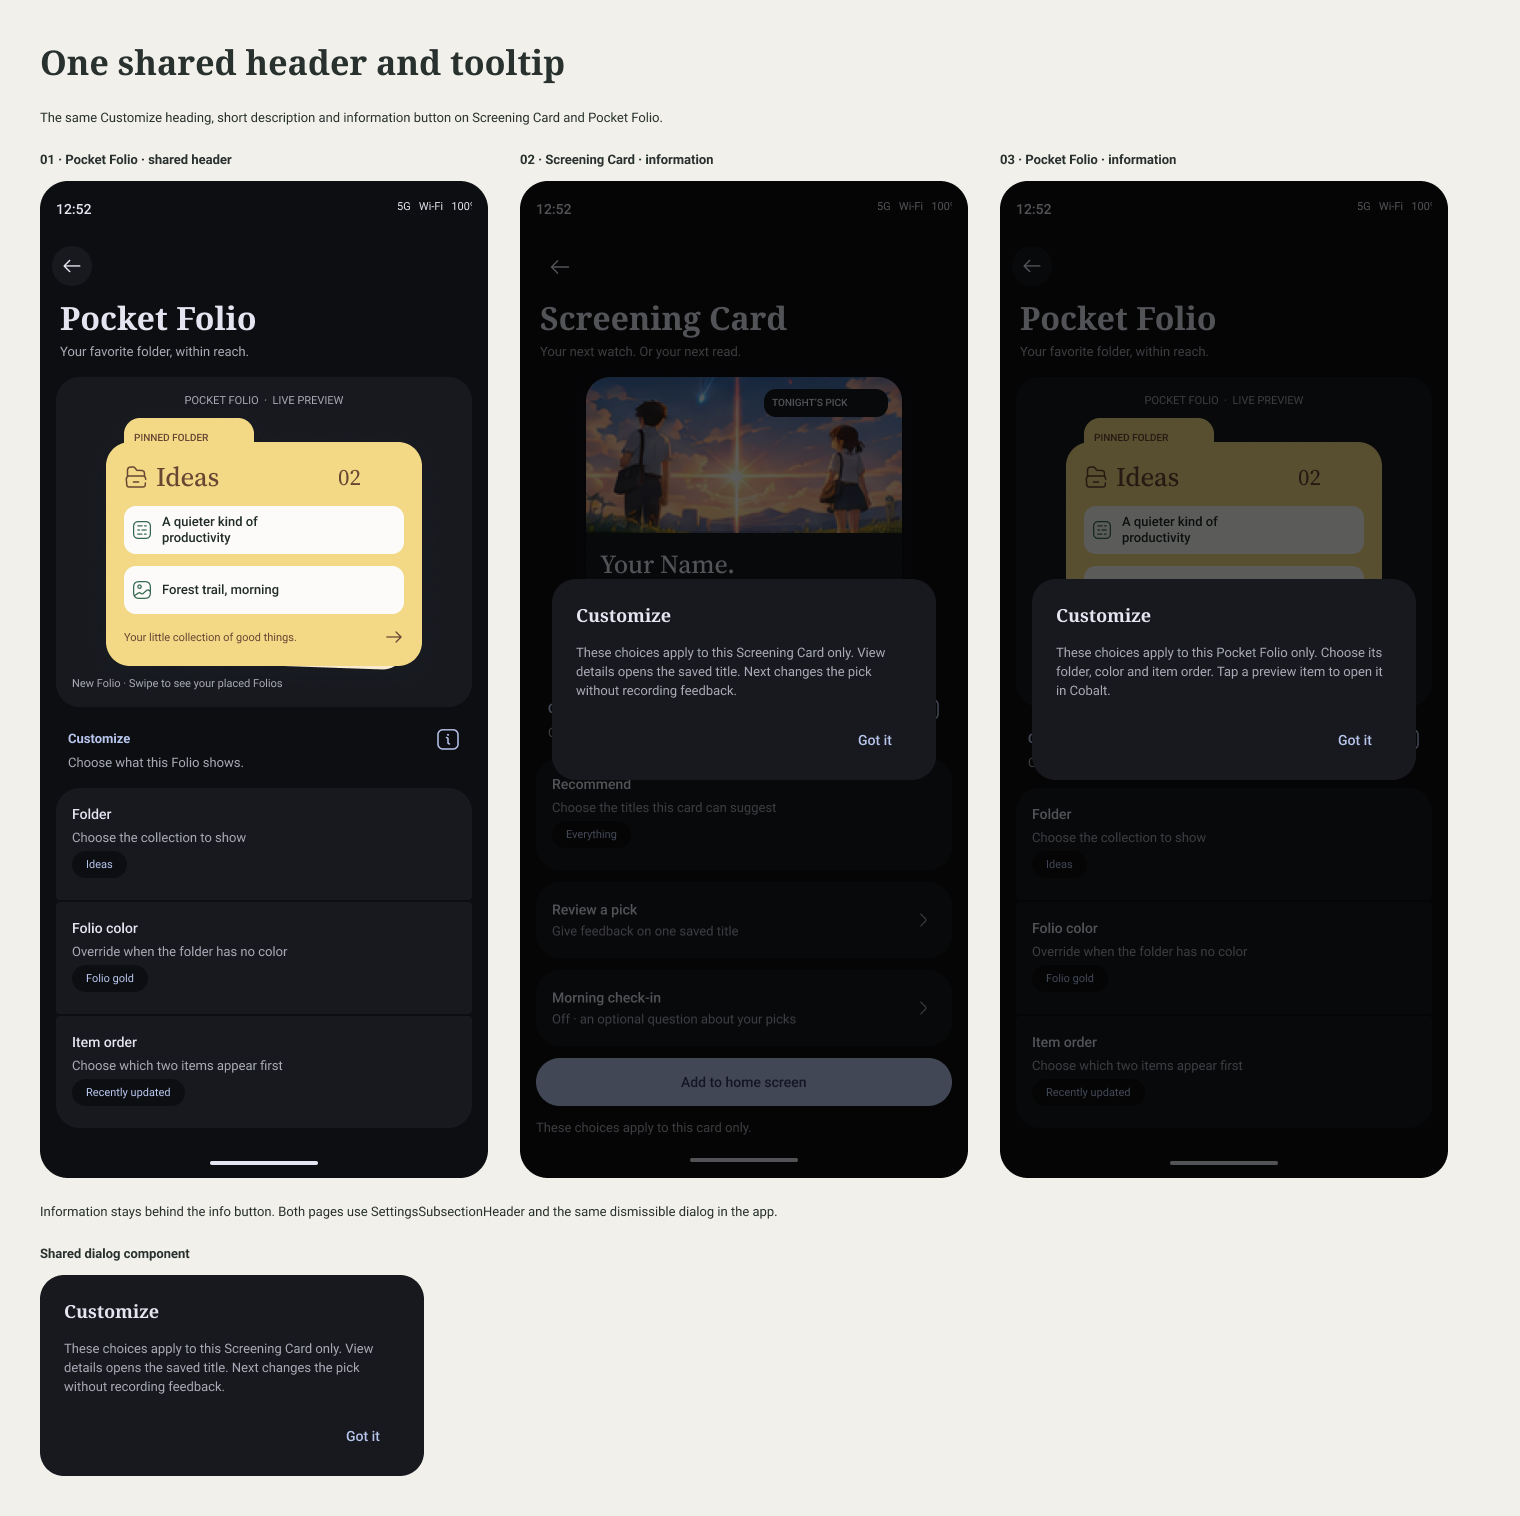 One shared header and tooltip
The same Customize heading, short description and information button on Screening Card and Pocket Folio.
01 · Pocket Folio · shared header
12:52
5G Wi-Fi 100
Pocket Folio
Your favorite folder, within reach.
POCKET FOLIO · LIVE PREVIEW
PINNED FOLDER
Ideas 02
A quieter kind of
productivity
Forest trail, morning
Your little collection of good things.
New Folio · Swipe to see your placed Folios
Customize
Choose what this Folio shows.
Folder
Choose the collection to show
Ideas
Folio color
Override when the folder has no color
Folio gold
Item order
Choose which two items appear first
Recently updated
02 · Screening Card · information
12:52
5G Wi-Fi 100
Screening Card
Your next watch. Or your next read.
TONIGHT'S PICK
Your Name.
Customize
These choices apply to this Screening Card only. View
details opens the saved title. Next changes the pick
without recording feedback.
Got it
Recommend
Choose the titles this card can suggest
Everything
Review a pick
Give feedback on one saved title
Morning check-in
Off · an optional question about your picks
Add to home screen
These choices apply to this card only.
03 · Pocket Folio · information
12:52
5G Wi-Fi 100
Pocket Folio
Your favorite folder, within reach.
POCKET FOLIO · LIVE PREVIEW
PINNED FOLDER
Ideas 02
A quieter kind of
productivity
Customize
These choices apply to this Pocket Folio only. Choose its
folder, color and item order. Tap a preview item to open it
in Cobalt.
Got it
Folder
Choose the collection to show
Ideas
Folio color
Override when the folder has no color
Folio gold
Item order
Choose which two items appear first
Recently updated
Information stays behind the info button. Both pages use SettingsSubsectionHeader and the same dismissible dialog in the app.
Shared dialog component
Customize
These choices apply to this Screening Card only. View
details opens the saved title. Next changes the pick
without recording feedback.
Got it